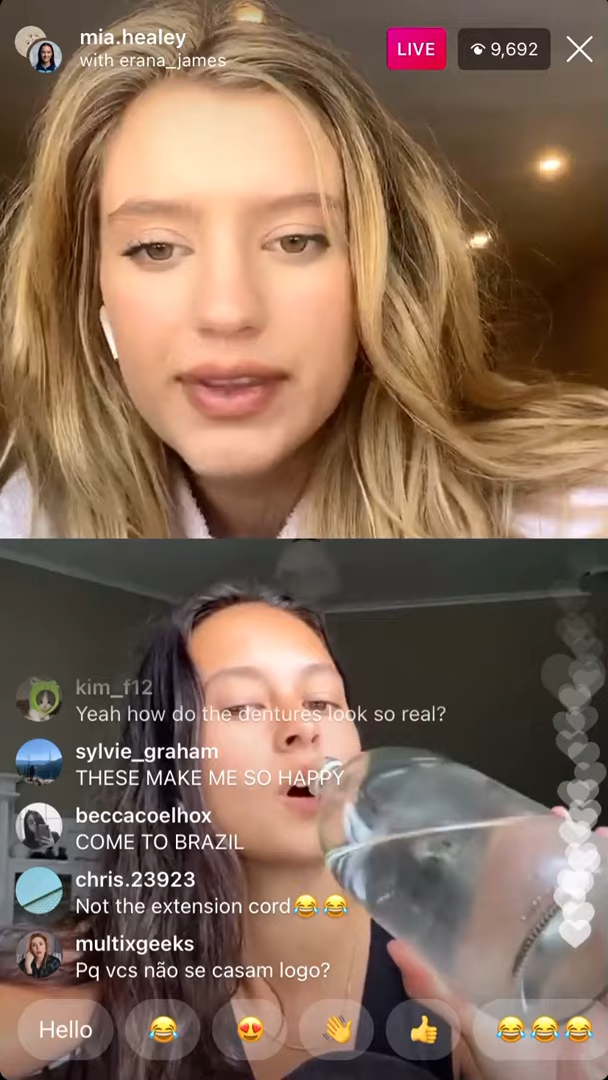 mia.healey
with erana_james
LIVE
9,692
kim_f12
Yeah how do the dentures look so real?
sylvie_graham
THESE MAKE ME SO HAPPY
beccacoelhox
COME TO BRAZIL
chris.23923
Not the extension cord😂😂
multixgeeks
Pq vcs não se casam logo?
Hello